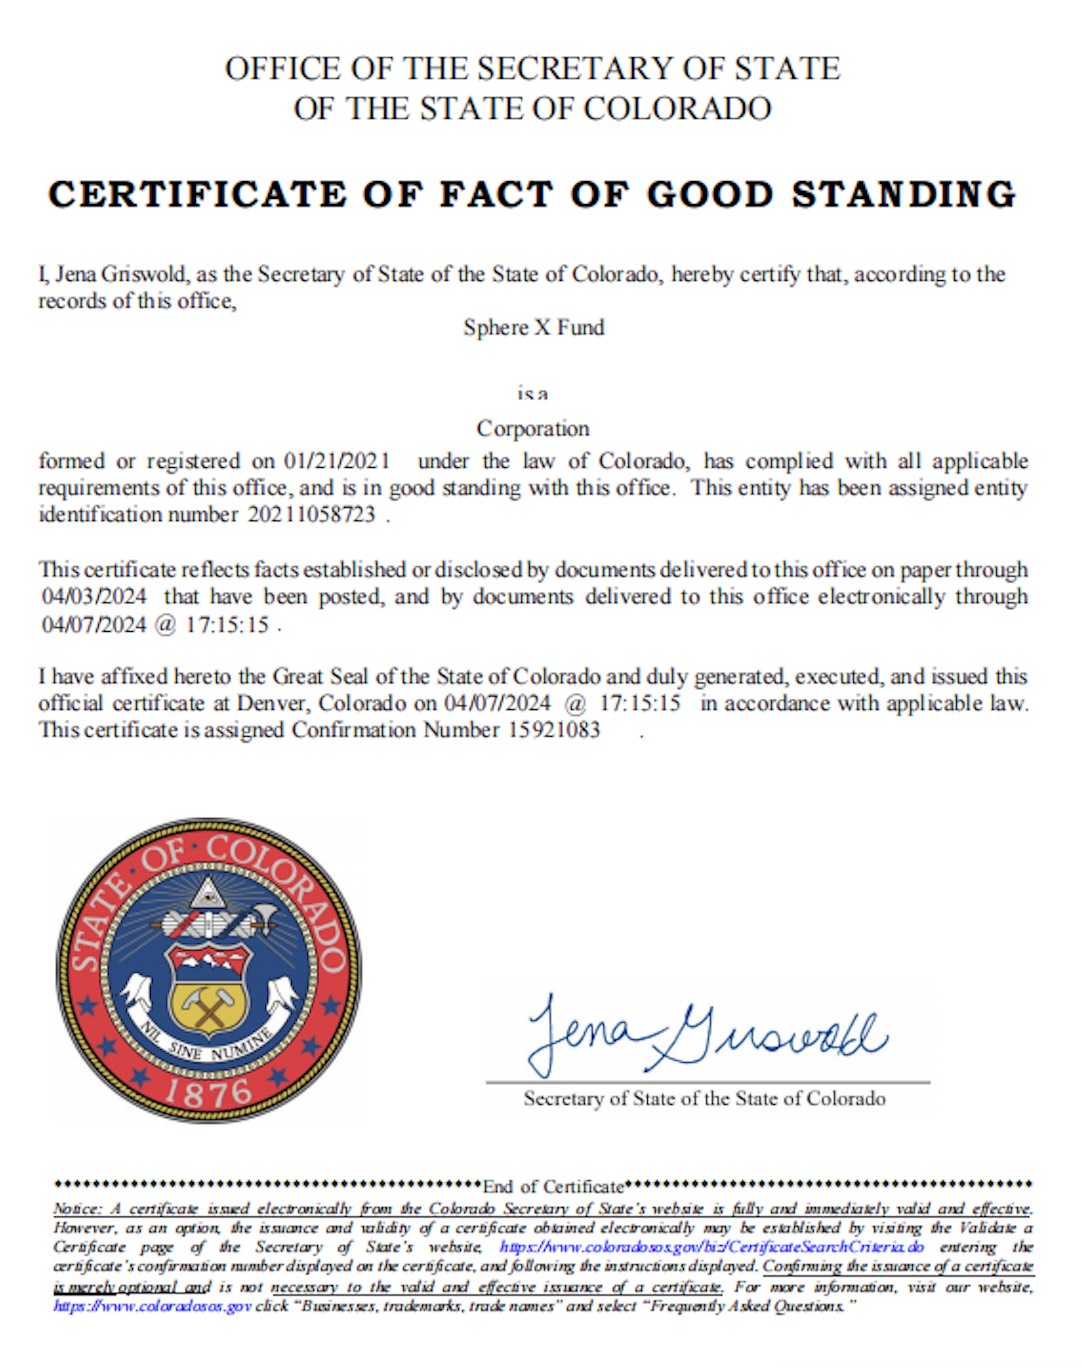 OFFICE OF THE SECRETARY OF STATE
OF THE STATE OF COLORADO
CERTIFICATE OF FACT OF GOOD STANDING
I, Jena Griswold, as the Secretary of State of the State of Colorado, hereby certify that, according to the
records of this office,
Sphere X Fund
is a
Corporation
formed or registered on 01/21/2021 under the law of Colorado, has complied with all applicable
requirements of this office, and is in good standing with this office. This entity has been assigned entity
identification number 20211058723 .
This certificate reflects facts established or disclosed by documents delivered to this office on paper through
04/03/2024 that have been posted, and by documents delivered to this office electronically through
04/07/2024 @ 17:15:15 .
I have affixed hereto the Great Seal of the State of Colorado and duly generated, executed, and issued this
official certificate at Denver, Colorado on 04/07/2024 @ 17:15:15 in accordance with applicable law.
This certificate is assigned Confirmation Number 15921083 .
STATE · OF · COLORADO
NIL SINE NUMINE
1876
Jena Griswold
Secretary of State of the State of Colorado
End of Certificate
Notice: A certificate issued electronically from the Colorado Secretary of State's website is fully and immediately valid and effective.
However, as an option, the issuance and validity of a certificate obtained electronically may be established by visiting the Validate a
Certificate page of the Secretary of State's website, https://www.coloradosos.gov/biz/CertificateSearchCriteria.do entering the
certificate's confirmation number displayed on the certificate, and following the instructions displayed. Confirming the issuance of a certificate
is merely optional and is not necessary to the valid and effective issuance of a certificate. For more information, visit our website,
https://www.coloradosos.gov click "Businesses, trademarks, trade names" and select "Frequently Asked Questions."